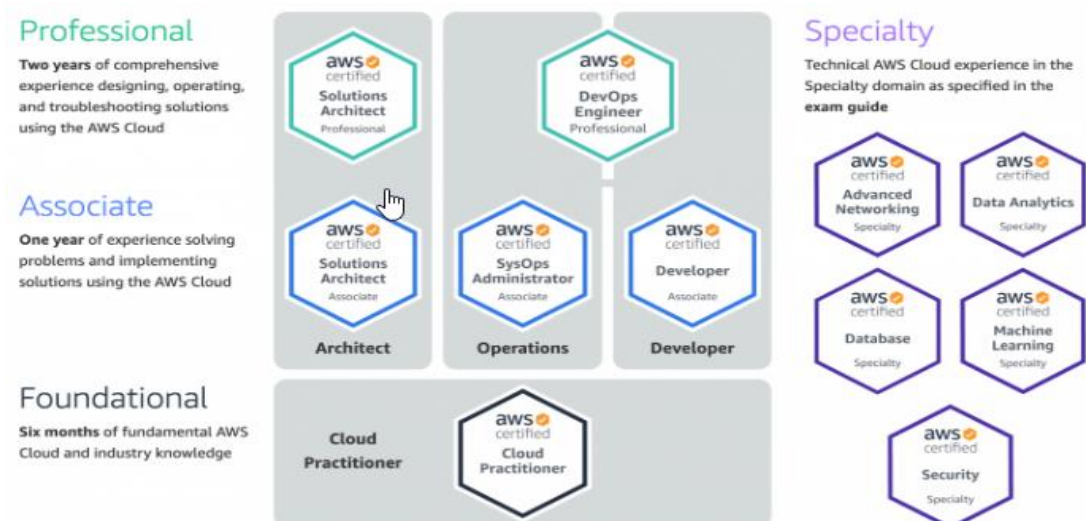 Professional
Two years of comprehensive
experience designing, operating,
and troubleshooting solutions
using the AWS Cloud
aws
certified
Solutions
Architect
Professional
aws
certified
DevOps
Engineer
Professional
Associate
One year of experience solving
problems and implementing
solutions using the AWS Cloud
aws
certified
Solutions
Architect
Associate
aws
certified
SysOps
Administrator
Associate
aws
certified
Developer
Associate
Architect
Operations
Developer
Foundational
Six months of fundamental AWS
Cloud and industry knowledge
Cloud
Practitioner
aws
certified
Cloud
Practitioner
Specialty
Technical AWS Cloud experience in the
Specialty domain as specified in the
exam guide
aws
certified
Advanced
Networking
Specialty
aws
certified
Data Analytics
Specialty
aws
certified
Database
Specialty
aws
certified
Machine
Learning
Specialty
aws
certified
Security
Specialty